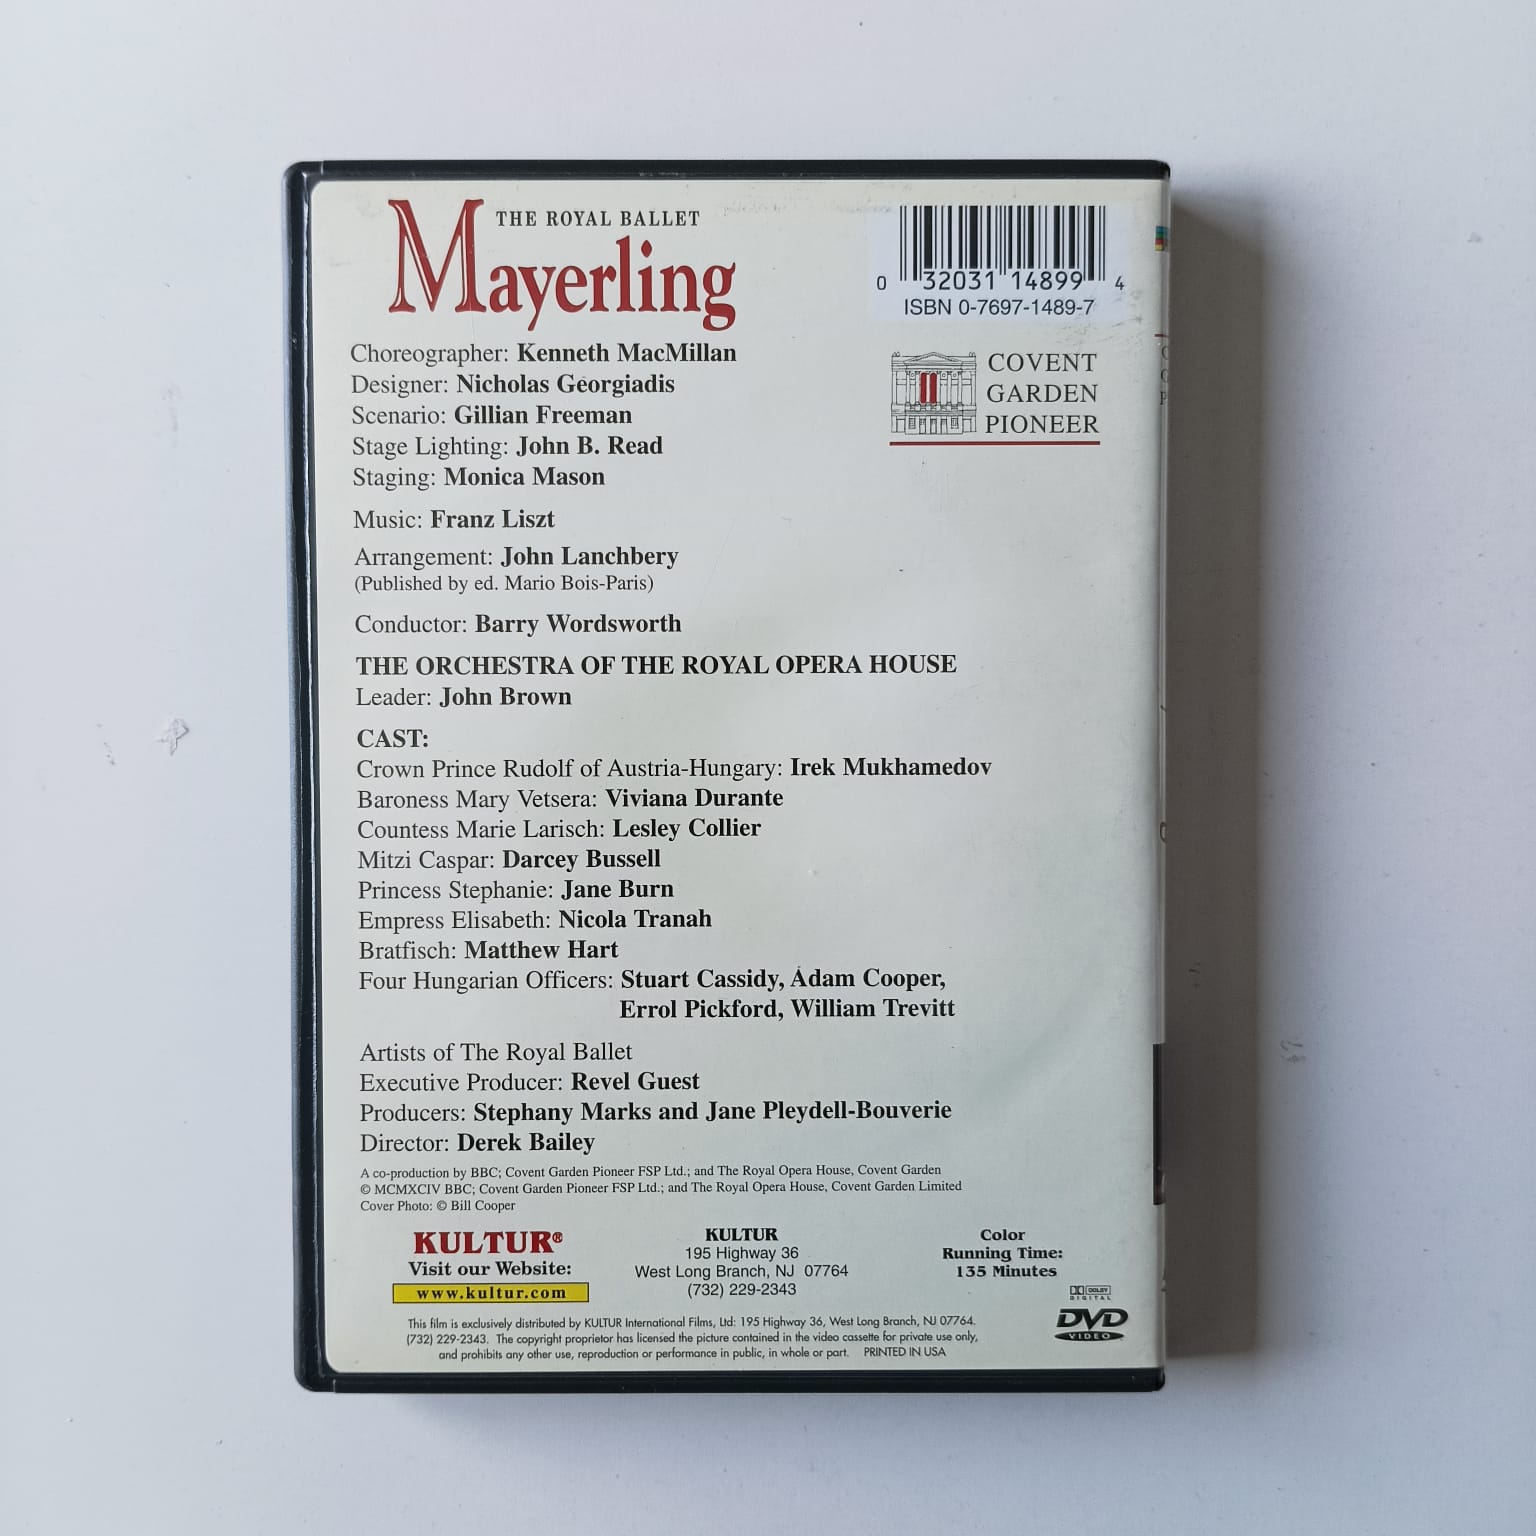 THE ROYAL BALLET
Mayerling
0 32031 14899 4
ISBN 0-7697-1489-7
COVENT
GARDEN
PIONEER
Choreographer: Kenneth MacMillan
Designer: Nicholas Georgiadis
Scenario: Gillian Freeman
Stage Lighting: John B. Read
Staging: Monica Mason
Music: Franz Liszt
Arrangement: John Lanchbery
(Published by ed. Mario Bois-Paris)
Conductor: Barry Wordsworth
THE ORCHESTRA OF THE ROYAL OPERA HOUSE
Leader: John Brown
CAST:
Crown Prince Rudolf of Austria-Hungary: Irek Mukhamedov
Baroness Mary Vetsera: Viviana Durante
Countess Marie Larisch: Lesley Collier
Mitzi Caspar: Darcey Bussell
Princess Stephanie: Jane Burn
Empress Elisabeth: Nicola Tranah
Bratfisch: Matthew Hart
Four Hungarian Officers: Stuart Cassidy, Adam Cooper,
Errol Pickford, William Trevitt
Artists of The Royal Ballet
Executive Producer: Revel Guest
Producers: Stephany Marks and Jane Pleydell-Bouverie
Director: Derek Bailey
A co-production by BBC; Covent Garden Pioneer FSP Ltd.; and The Royal Opera House, Covent Garden
© MCMXCIV BBC; Covent Garden Pioneer FSP Ltd.; and The Royal Opera House, Covent Garden Limited
Cover Photo: © Bill Cooper
KULTUR®
Visit our Website:
www.kultur.com
KULTUR
195 Highway 36
West Long Branch, NJ 07764
(732) 229-2343
Color
Running Time:
135 Minutes
DOLBY
DIGITAL
DVD
VIDEO
This film is exclusively distributed by KULTUR International Films, Ltd: 195 Highway 36, West Long Branch, NJ 07764.
(732) 229-2343. The copyright proprietor has licensed the picture contained in the video cassette for private use only,
and prohibits any other use, reproduction or performance in public, in whole or part. PRINTED IN USA